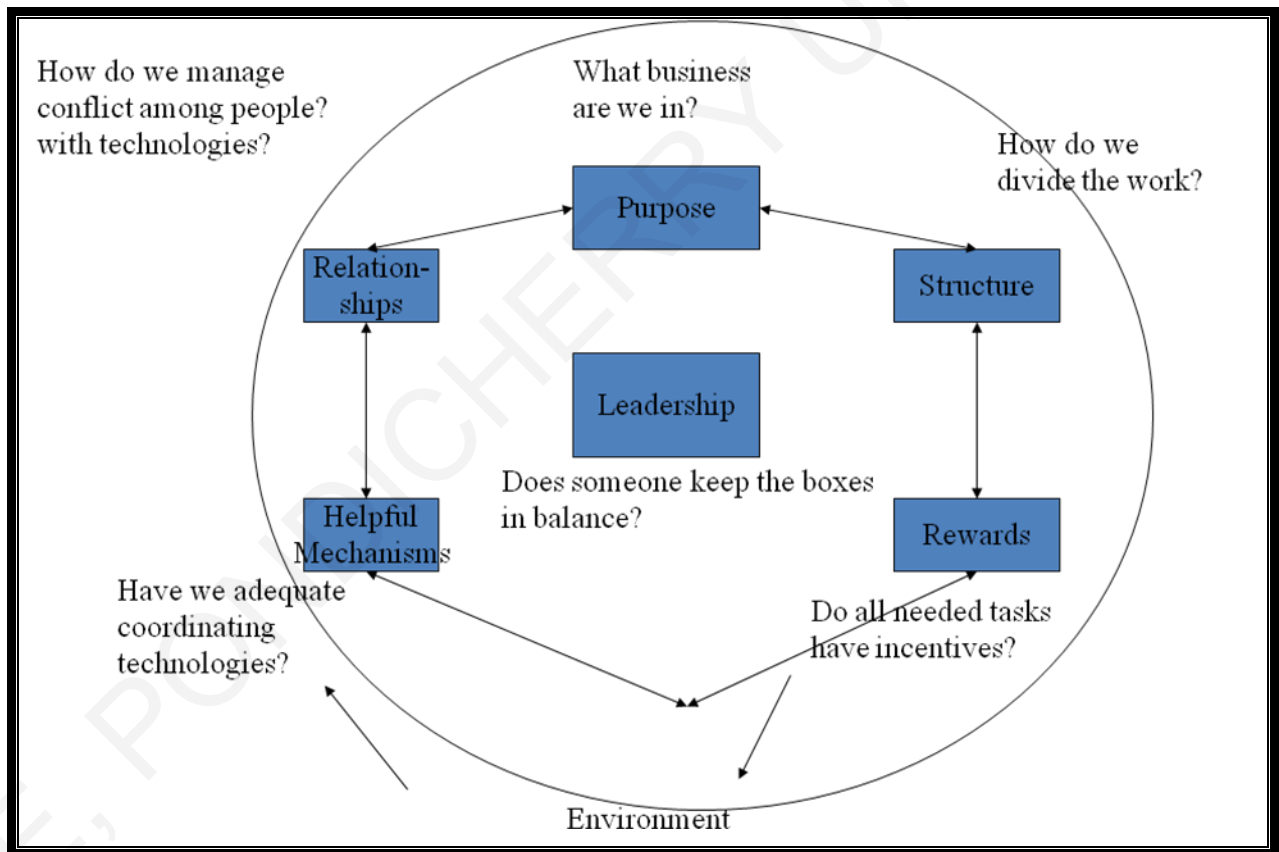 How do we manage
conflict among people?
with technologies?
What business
are we in?
How do we
divide the work?
Purpose
Relation-
ships
Structure
Leadership
Does someone keep the boxes
in balance?
Helpful
Mechanisms
Rewards
Have we adequate
coordinating
technologies?
Do all needed tasks
have incentives?
Environment
E, PONDICHERRY U